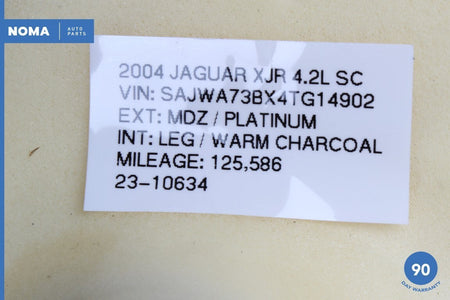 NOMA AUTO
PARTS
2004 JAGUAR XJR 4.2L SC
VIN: SAJWA73BX4TG14902
EXT: MDZ / PLATINUM
INT: LEG / WARM CHARCOAL
MILEAGE: 125,586
23-10634
90
DAY WARRANTY